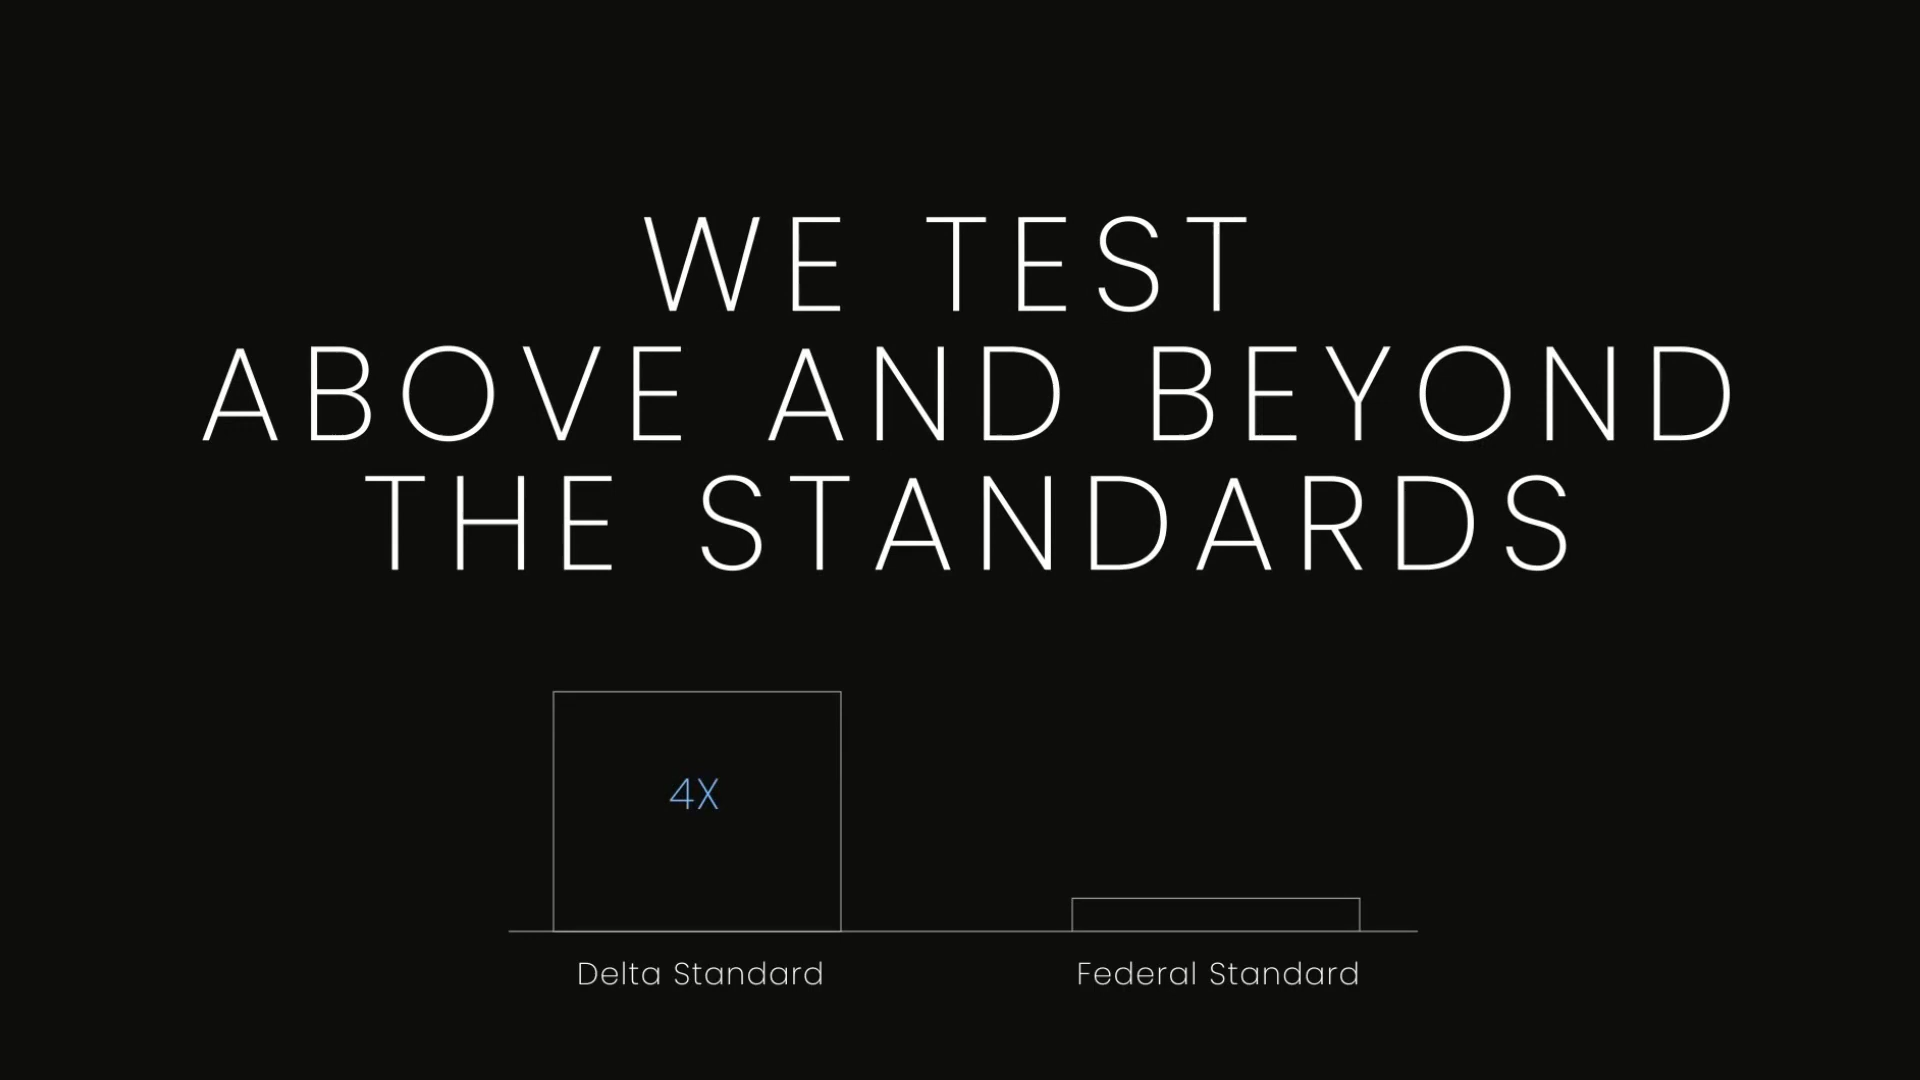 WE TEST
ABOVE AND BEYOND
THE STANDARDS
4X
Delta Standard
Federal Standard